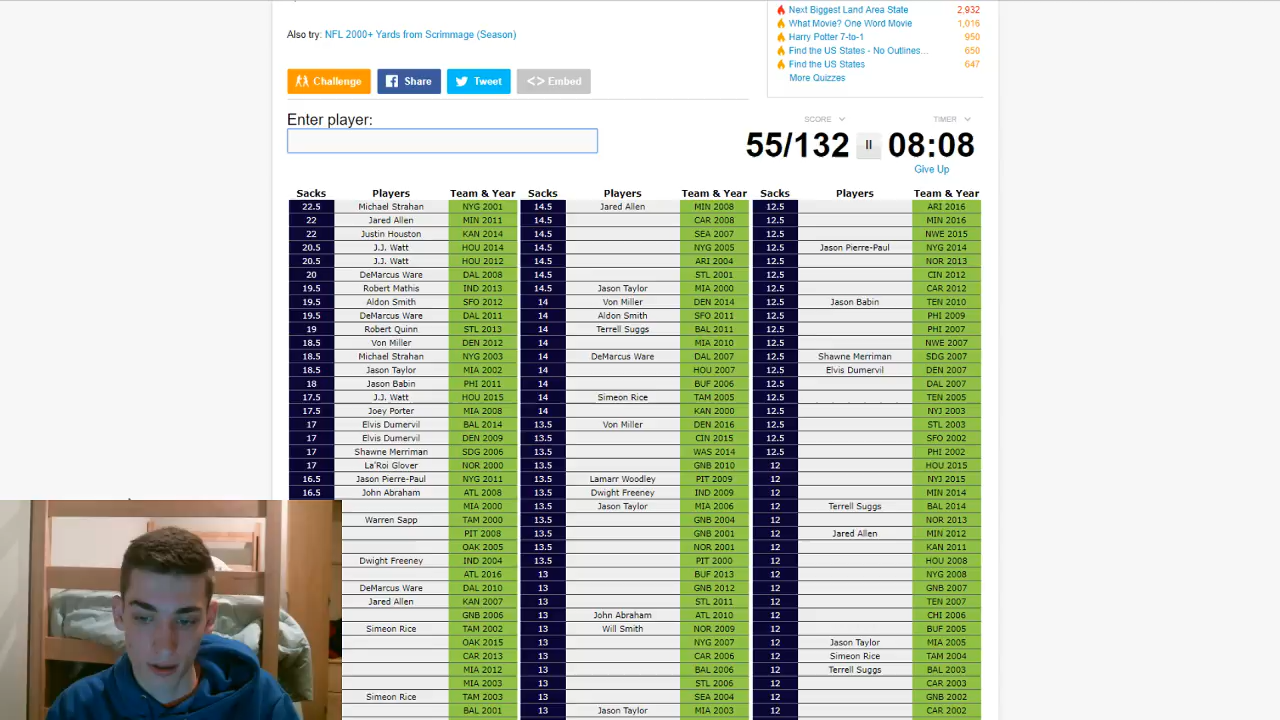 Next Biggest Land Area State 2,932
What Movie? One Word Movie 1,016
Harry Potter 7-to-1 950
Find the US States - No Outlines... 650
Find the US States 647
More Quizzes
Also try: NFL 2000+ Yards from Scrimmage (Season)
Challenge Share Tweet <> Embed
Enter player:
SCORE TIMER
55/132 II 08:08
Give Up
Sacks Players Team & Year Sacks Players Team & Year Sacks Players Team & Year
22.5 Michael Strahan NYG 2001 14.5 Jared Allen MIN 2008 12.5 ARI 2016
22 Jared Allen MIN 2011 14.5 CAR 2008 12.5 MIN 2016
22 Justin Houston KAN 2014 14.5 SEA 2007 12.5 NWE 2015
20.5 J.J. Watt HOU 2014 14.5 NYG 2005 12.5 Jason Pierre-Paul NYG 2014
20.5 J.J. Watt HOU 2012 14.5 ARI 2004 12.5 NOR 2013
20 DeMarcus Ware DAL 2008 14.5 STL 2001 12.5 CIN 2012
19.5 Robert Mathis IND 2013 14.5 Jason Taylor MIA 2000 12.5 CAR 2012
19.5 Aldon Smith SFO 2012 14 Von Miller DEN 2014 12.5 Jason Babin TEN 2010
19.5 DeMarcus Ware DAL 2011 14 Aldon Smith SFO 2011 12.5 PHI 2009
19 Robert Quinn STL 2013 14 Terrell Suggs BAL 2011 12.5 PHI 2007
18.5 Von Miller DEN 2012 14 MIA 2010 12.5 NWE 2007
18.5 Michael Strahan NYG 2003 14 DeMarcus Ware DAL 2007 12.5 Shawne Merriman SDG 2007
18.5 Jason Taylor MIA 2002 14 HOU 2007 12.5 Elvis Dumervil DEN 2007
18 Jason Babin PHI 2011 14 BUF 2006 12.5 DAL 2007
17.5 J.J. Watt HOU 2015 14 Simeon Rice TAM 2005 12.5 TEN 2005
17.5 Joey Porter MIA 2008 14 KAN 2000 12.5 NYJ 2003
17 Elvis Dumervil BAL 2014 13.5 Von Miller DEN 2016 12.5 STL 2003
17 Elvis Dumervil DEN 2009 13.5 CIN 2015 12.5 SFO 2002
17 Shawne Merriman SDG 2006 13.5 WAS 2014 12.5 PHI 2002
17 La'Roi Glover NOR 2000 13.5 GNB 2010 12 HOU 2015
16.5 Jason Pierre-Paul NYG 2011 13.5 Lamarr Woodley PIT 2009 12 NYJ 2015
16.5 John Abraham ATL 2008 13.5 Dwight Freeney IND 2009 12 MIN 2014
MIA 2000 13.5 Jason Taylor MIA 2006 12 Terrell Suggs BAL 2014
Warren Sapp TAM 2000 13.5 GNB 2004 12 NOR 2013
PIT 2008 13.5 GNB 2001 12 Jared Allen MIN 2012
OAK 2005 13.5 NOR 2001 12 KAN 2011
Dwight Freeney IND 2004 13.5 PIT 2000 12 PIT 2008
ATL 2016 13 BUF 2013 12 NYG 2008
DeMarcus Ware DAL 2010 13 GNB 2012 12 GNB 2007
Jared Allen KAN 2007 13 STL 2011 12 TEN 2007
GNB 2006 13 John Abraham ATL 2010 12 CHI 2006
Simeon Rice TAM 2002 13 Will Smith NOR 2009 12 BUF 2005
OAK 2015 13 NYG 2007 12 Jason Taylor MIA 2005
CAR 2013 13 CAR 2006 12 Simeon Rice TAM 2004
MIA 2012 13 BAL 2006 12 Terrell Suggs BAL 2003
MIA 2003 13 STL 2006 12 CAR 2003
Simeon Rice TAM 2003 13 SEA 2004 12 GNB 2002
BAL 2001 13 Jason Taylor MIA 2003 12 CAR 2002